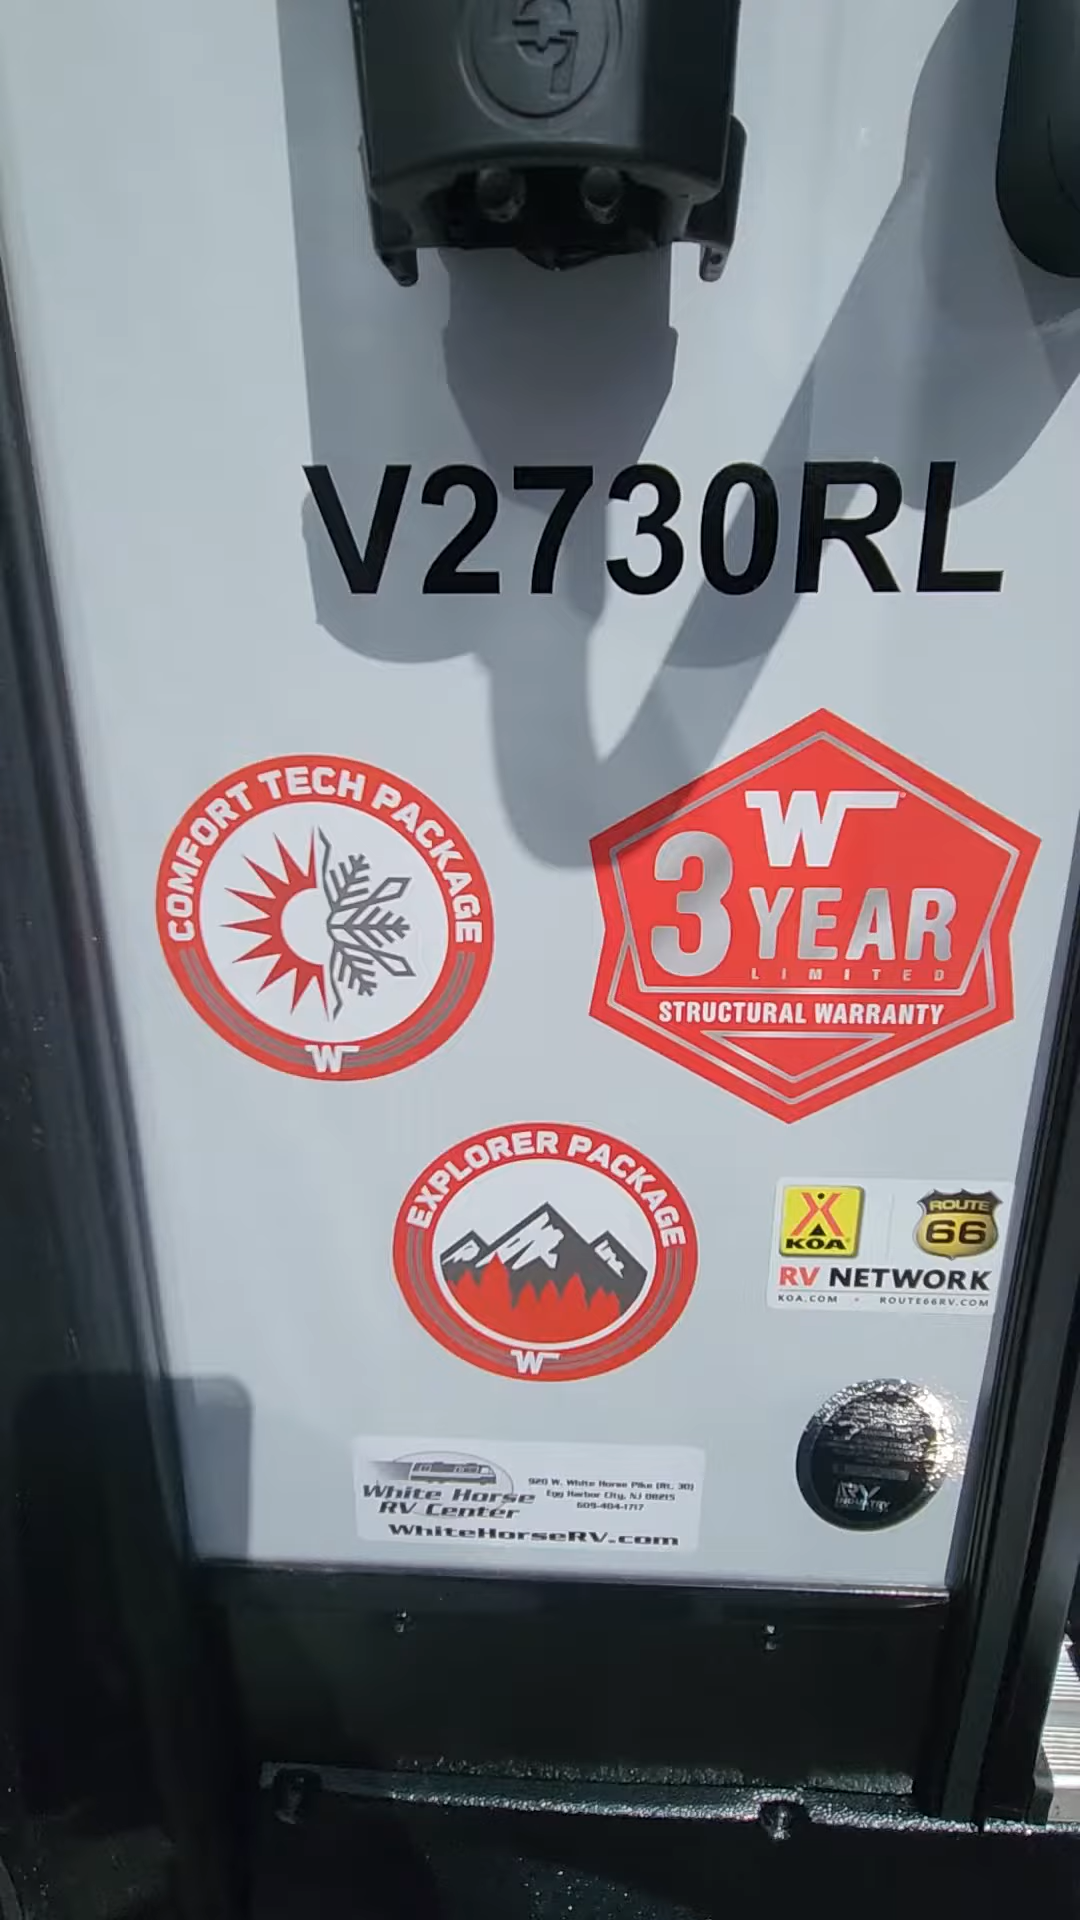 V2730RL
COMFORT TECH PACKAGE
W
W
3 YEAR
LIMITED
STRUCTURAL WARRANTY
EXPLORER PACKAGE
W
KOA
ROUTE
66
RV NETWORK
KOA.COM • ROUTE66RV.COM
White Horse
RV Center
920 W. White Horse Pike (Rt. 30)
Egg Harbor City, NJ 08215
609-404-1717
WhiteHorseRV.com
RV
INDUSTRY